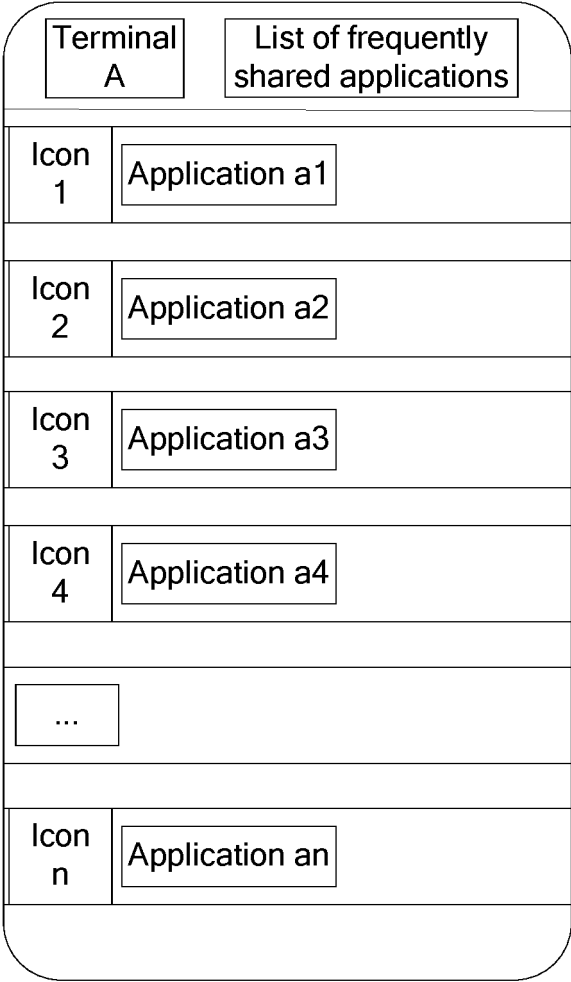 Terminal
A
List of frequently
shared applications
Icon
1
Application a1
Icon
2
Application a2
Icon
3
Application a3
Icon
4
Application a4
...
Icon
n
Application an